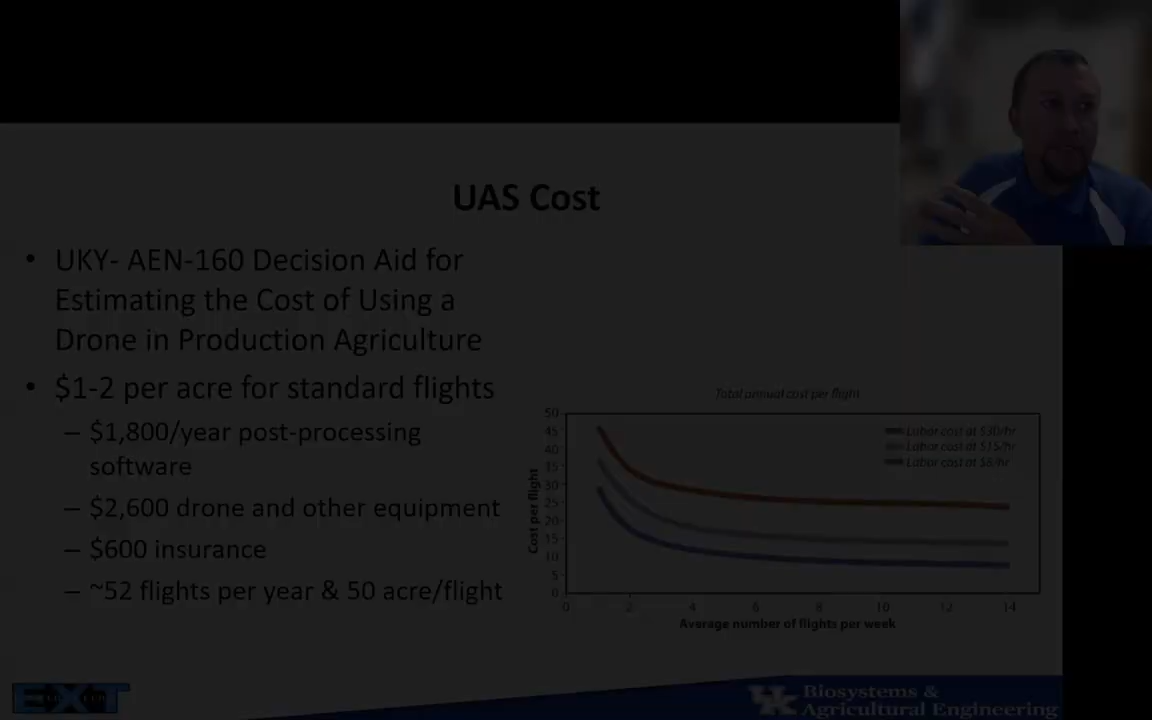 UAS Cost
• UKY- AEN-160 Decision Aid for
Estimating the Cost of Using a
Drone in Production Agriculture
• $1-2 per acre for standard flights
– $1,800/year post-processing
software
– $2,600 drone and other equipment
– $600 insurance
– ~52 flights per year & 50 acre/flight
Total annual cost per flight
Cost per flight
50
45
40
35
30
25
20
15
10
5
0
Labor cost at $30/hr
Labor cost at $15/hr
Labor cost at
0 2 4 6 8 10 12 14
Average number of flights per week
EXT
UK
Biosystems &
Agricultural Engineering